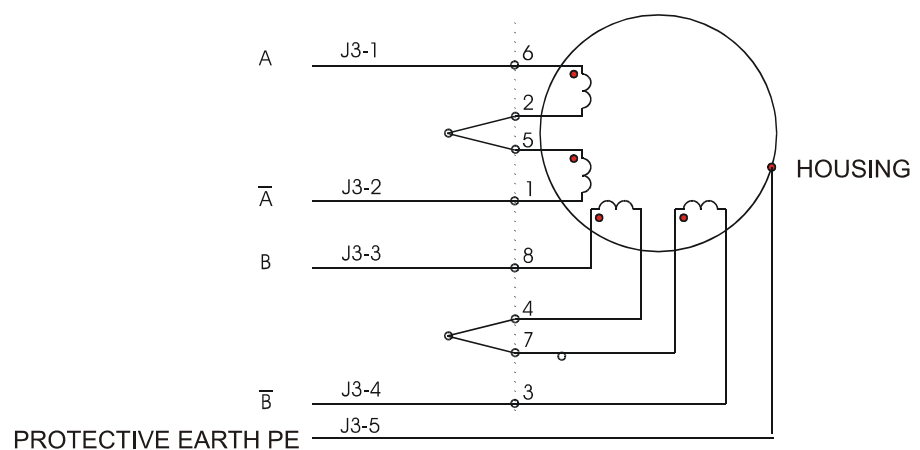 A J3-1 6
2
5
HOUSING
A̅ J3-2 1
B J3-3 8
4
7
B̅ J3-4 3
PROTECTIVE EARTH PE J3-5